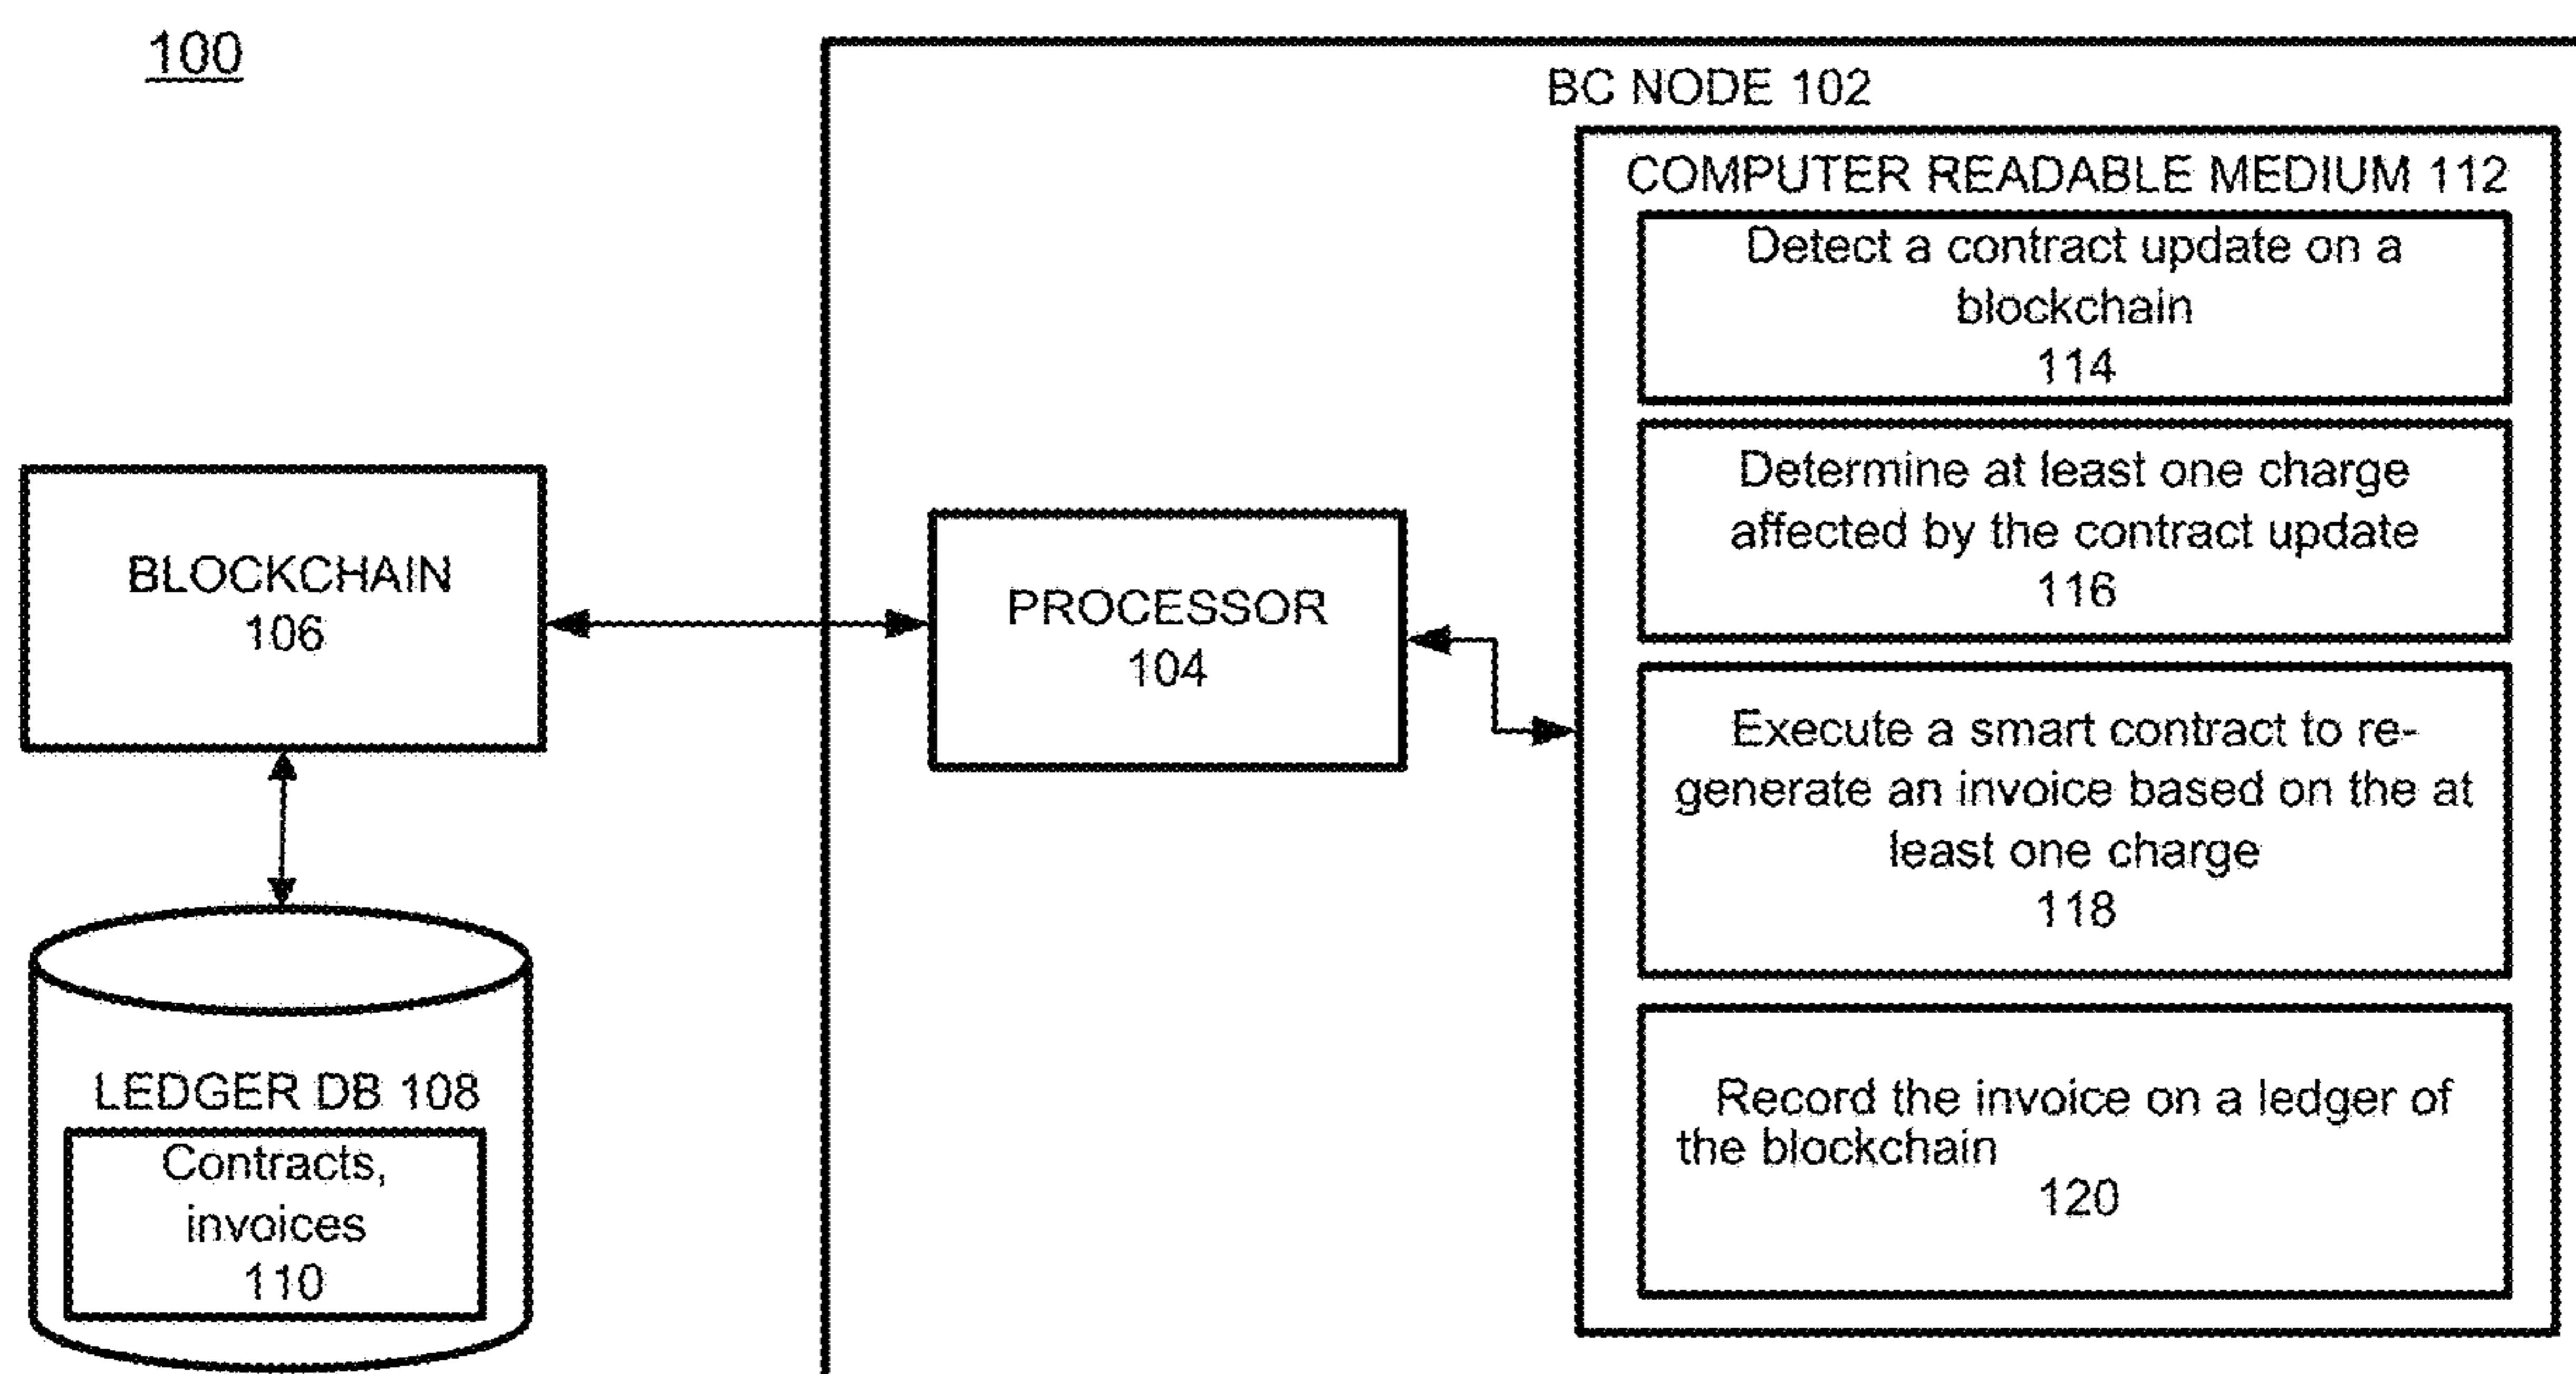 100
BC NODE 102
COMPUTER READABLE MEDIUM 112
Detect a contract update on a
blockchain
114
Determine at least one charge
affected by the contract update
116
Execute a smart contract to re-
generate an invoice based on the at
least one charge
118
Record the invoice on a ledger of
the blockchain
120
PROCESSOR
104
BLOCKCHAIN
106
LEDGER DB 108
Contracts,
invoices
110